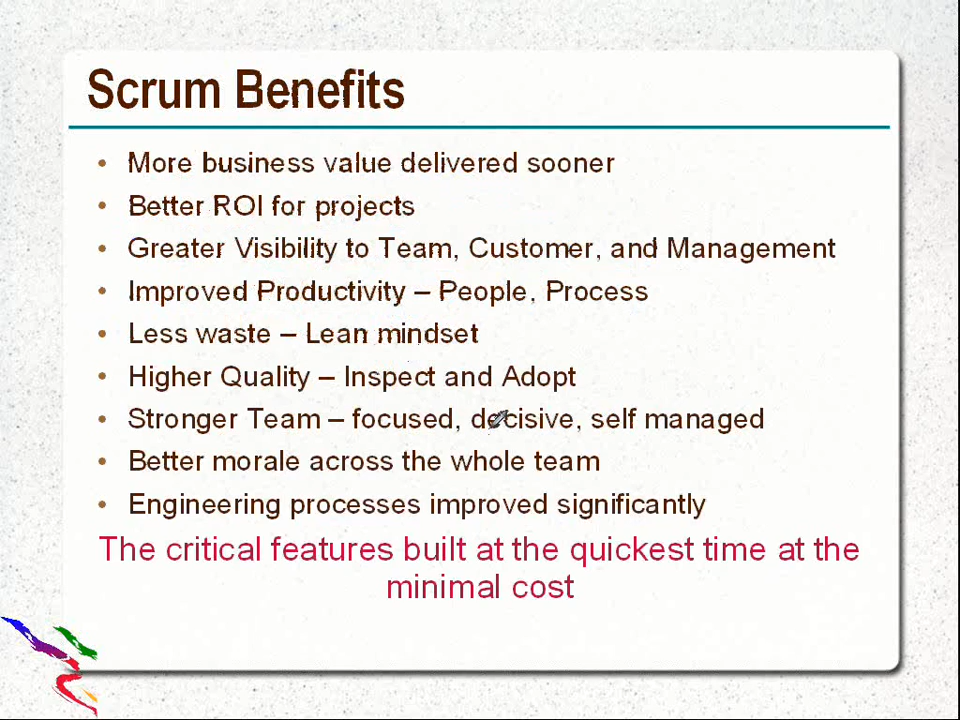 Scrum Benefits
• More business value delivered sooner
• Better ROI for projects
• Greater Visibility to Team, Customer, and Management
• Improved Productivity – People, Process
• Less waste – Lean mindset
• Higher Quality – Inspect and Adopt
• Stronger Team – focused, decisive, self managed
• Better morale across the whole team
• Engineering processes improved significantly
The critical features built at the quickest time at the
minimal cost